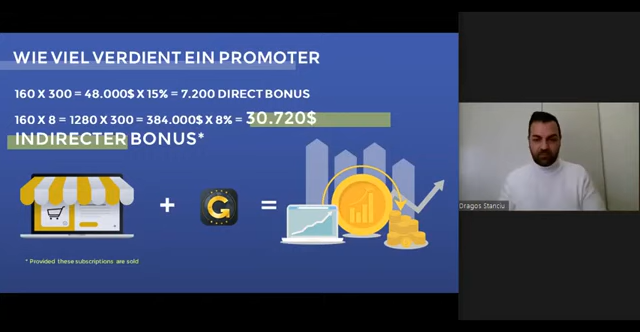 WIE VIEL VERDIENT EIN PROMOTER
160 X 300 = 48.000$ X 15% = 7.200 DIRECT BONUS
160 X 8 = 1280 X 300 = 384.000$ X 8% = 30.720$
INDIRECTER BONUS*
G
* Provided these subscriptions are sold
Dragos Stanciu